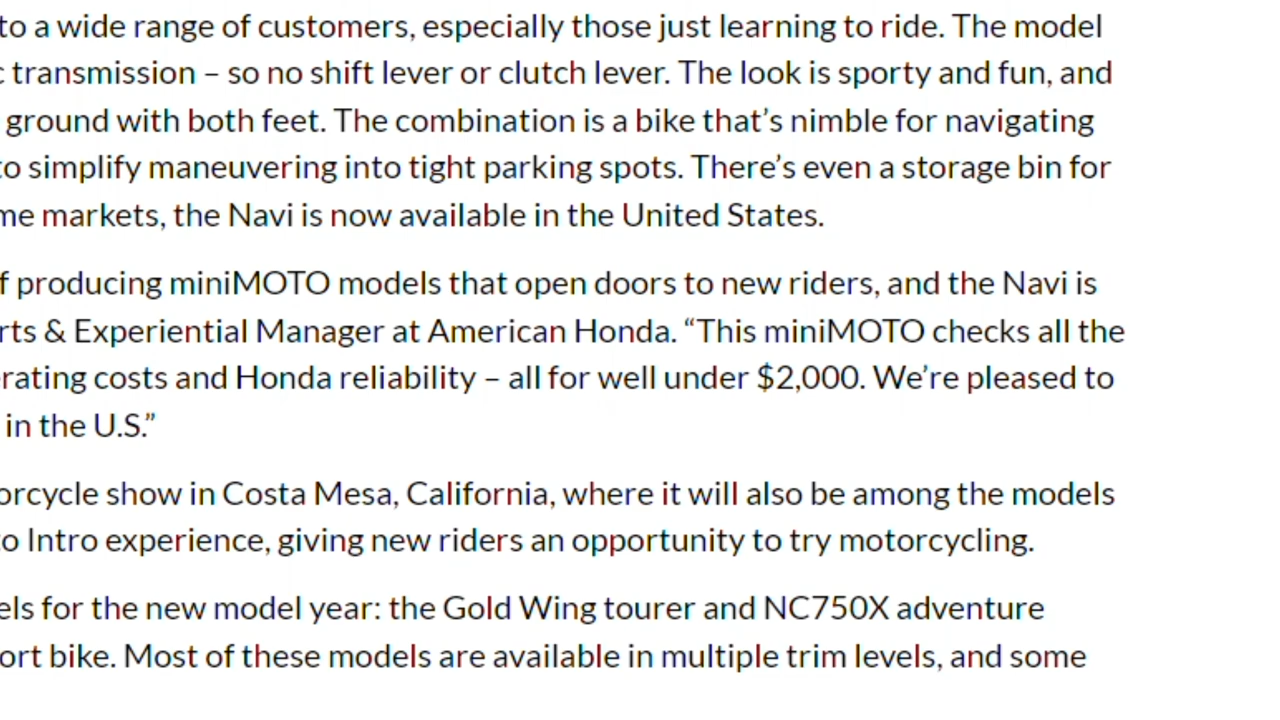 to a wide range of customers, especially those just learning to ride. The model
transmission – so no shift lever or clutch lever. The look is sporty and fun, and
ground with both feet. The combination is a bike that’s nimble for navigating
to simplify maneuvering into tight parking spots. There’s even a storage bin for
me markets, the Navi is now available in the United States.
f producing miniMOTO models that open doors to new riders, and the Navi is
rts & Experiential Manager at American Honda. “This miniMOTO checks all the
rating costs and Honda reliability – all for well under $2,000. We’re pleased to
in the U.S.”
orcycle show in Costa Mesa, California, where it will also be among the models
to Intro experience, giving new riders an opportunity to try motorcycling.
els for the new model year: the Gold Wing tourer and NC750X adventure
ort bike. Most of these models are available in multiple trim levels, and some